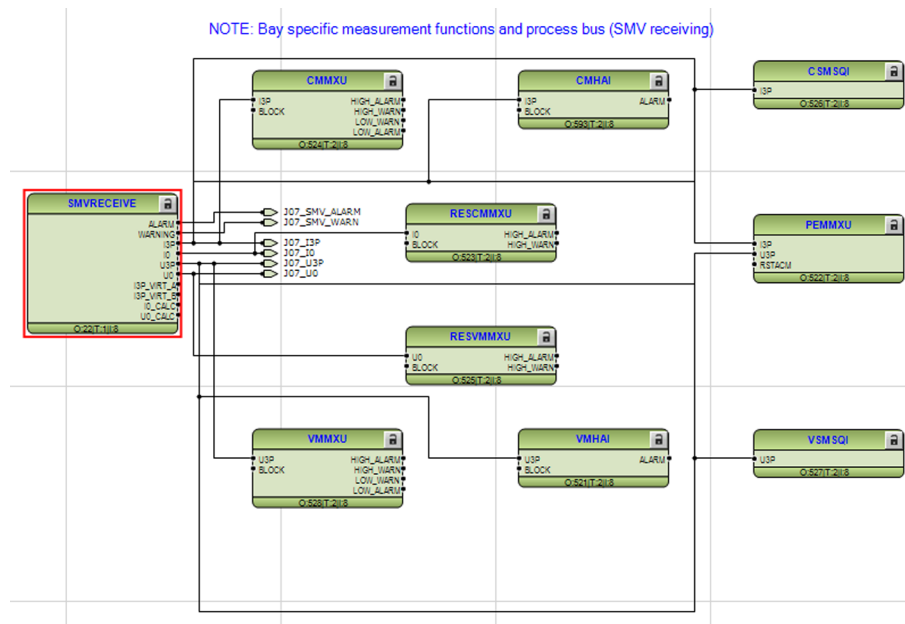 NOTE: Bay specific measurement functions and process bus (SMV receiving)
CMMXU
I3P HIGH_ALARM
BLOCK HIGH_WARN
LOW_WARN
LOW_ALARM
O:524|T:2|I:8
CMHAI
I3P ALARM
BLOCK
O:593|T:2|I:8
CSMSQI
I3P
O:526|T:2|I:8
SMVRECEIVE
ALARM
WARNING
I3P
I0
U3P
U0
I3P_VIRT_A
I3P_VIRT_B
I0_CALC
U0_CALC
O:22|T:1|I:8
J07_SMV_ALARM
J07_SMV_WARN
J07_I3P
J07_I0
J07_U3P
J07_U0
RESCMMXU
I0 HIGH_ALARM
BLOCK HIGH_WARN
O:523|T:2|I:8
PEMMXU
I3P
U3P
RSTACM
O:522|T:2|I:8
RESVMMXU
U0 HIGH_ALARM
BLOCK HIGH_WARN
O:525|T:2|I:8
VMMXU
U3P HIGH_ALARM
BLOCK HIGH_WARN
LOW_WARN
LOW_ALARM
O:528|T:2|I:8
VMHAI
U3P ALARM
BLOCK
O:521|T:2|I:8
VSMSQI
U3P
O:527|T:2|I:8